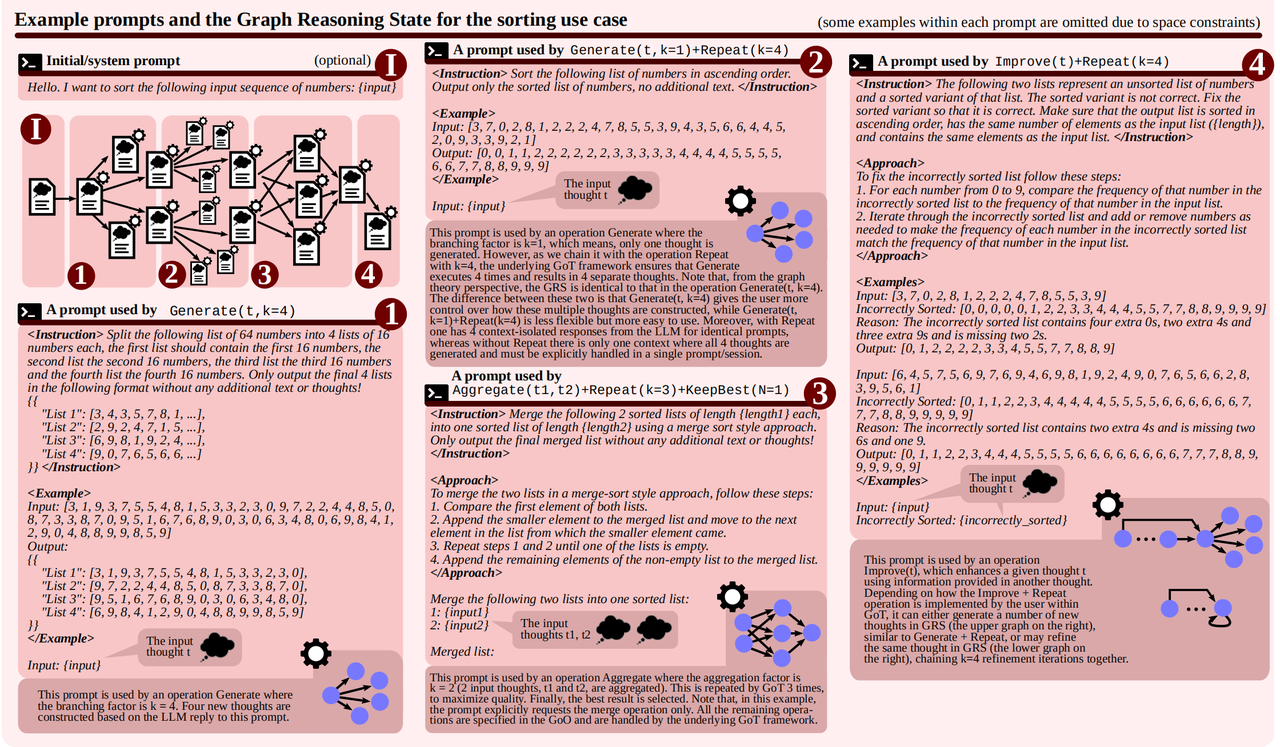 Example prompts and the Graph Reasoning State for the sorting use case
(some examples within each prompt are omitted due to space constraints)
Initial/system prompt (optional) I
Hello. I want to sort the following input sequence of numbers: {input}
I
1 2 3 4
A prompt used by Generate(t,k=4) 1
<Instruction> Split the following list of 64 numbers into 4 lists of 16
numbers each, the first list should contain the first 16 numbers, the
second list the second 16 numbers, the third list the third 16 numbers
and the fourth list the fourth 16 numbers. Only output the final 4 lists
in the following format without any additional text or thoughts!
{{
"List 1": [3, 4, 3, 5, 7, 8, 1, ...],
"List 2": [2, 9, 2, 4, 7, 1, 5, ...],
"List 3": [6, 9, 8, 1, 9, 2, 4, ...],
"List 4": [9, 0, 7, 6, 5, 6, 6, ...]
}} </Instruction>
<Example>
Input: [3, 1, 9, 3, 7, 5, 5, 4, 8, 1, 5, 3, 3, 2, 3, 0, 9, 7, 2, 2, 4, 4, 8, 5, 0,
8, 7, 3, 3, 8, 7, 0, 9, 5, 1, 6, 7, 6, 8, 9, 0, 3, 0, 6, 3, 4, 8, 0, 6, 9, 8, 4, 1,
2, 9, 0, 4, 8, 8, 9, 9, 8, 5, 9]
Output:
{{
"List 1": [3, 1, 9, 3, 7, 5, 5, 4, 8, 1, 5, 3, 3, 2, 3, 0],
"List 2": [9, 7, 2, 2, 4, 4, 8, 5, 0, 8, 7, 3, 3, 8, 7, 0],
"List 3": [9, 5, 1, 6, 7, 6, 8, 9, 0, 3, 0, 6, 3, 4, 8, 0],
"List 4": [6, 9, 8, 4, 1, 2, 9, 0, 4, 8, 8, 9, 9, 8, 5, 9]
}}
</Example>
The input
thought t
Input: {input}
This prompt is used by an operation Generate where
the branching factor is k = 4. Four new thoughts are
constructed based on the LLM reply to this prompt.
A prompt used by Generate(t,k=1)+Repeat(k=4) 2
<Instruction> Sort the following list of numbers in ascending order.
Output only the sorted list of numbers, no additional text. </Instruction>
<Example>
Input: [3, 7, 0, 2, 8, 1, 2, 2, 2, 4, 7, 8, 5, 5, 3, 9, 4, 3, 5, 6, 6, 4, 4, 5,
2, 0, 9, 3, 3, 9, 2, 1]
Output: [0, 0, 1, 1, 2, 2, 2, 2, 2, 2, 3, 3, 3, 3, 3, 4, 4, 4, 4, 5, 5, 5, 5,
6, 6, 7, 7, 8, 8, 9, 9, 9]
</Example>
The input
thought t
Input: {input}
This prompt is used by an operation Generate where the
branching factor is k=1, which means, only one thought is
generated. However, as we chain it with the operation Repeat
with k=4, the underlying GoT framework ensures that Generate
executes 4 times and results in 4 separate thoughts. Note that, from the graph
theory perspective, the GRS is identical to that in the operation Generate(t, k=4).
The difference between these two is that Generate(t, k=4) gives the user more
control over how these multiple thoughts are constructed, while Generate(t,
k=1)+Repeat(k=4) is less flexible but more easy to use. Moreover, with Repeat
one has 4 context-isolated responses from the LLM for identical prompts,
whereas without Repeat there is only one context where all 4 thoughts are
generated and must be explicitly handled in a single prompt/session.
A prompt used by
Aggregate(t1,t2)+Repeat(k=3)+KeepBest(N=1) 3
<Instruction> Merge the following 2 sorted lists of length {length1} each,
into one sorted list of length {length2} using a merge sort style approach.
Only output the final merged list without any additional text or thoughts!
</Instruction>
<Approach>
To merge the two lists in a merge-sort style approach, follow these steps:
1. Compare the first element of both lists.
2. Append the smaller element to the merged list and move to the next
element in the list from which the smaller element came.
3. Repeat steps 1 and 2 until one of the lists is empty.
4. Append the remaining elements of the non-empty list to the merged list.
</Approach>
Merge the following two lists into one sorted list:
1: {input1}
2: {input2}
The input
thoughts t1, t2
Merged list:
This prompt is used by an operation Aggregate where the aggregation factor is
k = 2 (2 input thoughts, t1 and t2, are aggregated). This is repeated by GoT 3 times,
to maximize quality. Finally, the best result is selected. Note that, in this example,
the prompt explicitly requests the merge operation only. All the remaining opera-
tions are specified in the GoO and are handled by the underlying GoT framework.
A prompt used by Improve(t)+Repeat(k=4) 4
<Instruction> The following two lists represent an unsorted list of numbers
and a sorted variant of that list. The sorted variant is not correct. Fix the
sorted variant so that it is correct. Make sure that the output list is sorted in
ascending order, has the same number of elements as the input list ({length}),
and contains the same elements as the input list. </Instruction>
<Approach>
To fix the incorrectly sorted list follow these steps:
1. For each number from 0 to 9, compare the frequency of that number in the
incorrectly sorted list to the frequency of that number in the input list.
2. Iterate through the incorrectly sorted list and add or remove numbers as
needed to make the frequency of each number in the incorrectly sorted list
match the frequency of that number in the input list.
</Approach>
<Examples>
Input: [3, 7, 0, 2, 8, 1, 2, 2, 2, 4, 7, 8, 5, 5, 3, 9]
Incorrectly Sorted: [0, 0, 0, 0, 0, 1, 2, 2, 3, 3, 4, 4, 4, 5, 5, 7, 7, 8, 8, 9, 9, 9, 9]
Reason: The incorrectly sorted list contains four extra 0s, two extra 4s and
three extra 9s and is missing two 2s.
Output: [0, 1, 2, 2, 2, 2, 3, 3, 4, 5, 5, 7, 7, 8, 8, 9]
Input: [6, 4, 5, 7, 5, 6, 9, 7, 6, 9, 4, 6, 9, 8, 1, 9, 2, 4, 9, 0, 7, 6, 5, 6, 6, 2, 8,
3, 9, 5, 6, 1]
Incorrectly Sorted: [0, 1, 1, 2, 2, 3, 4, 4, 4, 4, 4, 5, 5, 5, 5, 6, 6, 6, 6, 6, 6, 7,
7, 7, 8, 8, 9, 9, 9, 9, 9]
Reason: The incorrectly sorted list contains two extra 4s and is missing two
6s and one 9.
Output: [0, 1, 1, 2, 2, 3, 4, 4, 4, 5, 5, 5, 5, 6, 6, 6, 6, 6, 6, 6, 6, 7, 7, 7, 8, 8, 9,
9, 9, 9, 9, 9]
</Examples>
The input
thought t
Input: {input}
Incorrectly Sorted: {incorrectly_sorted}
This prompt is used by an operation
Improve(t), which enhances a given thought t
using information provided in another thought.
Depending on how the Improve + Repeat
operation is implemented by the user within
GoT, it can either generate a number of new
thoughts in GRS (the upper graph on the right),
similar to Generate + Repeat, or may refine
the same thought in GRS (the lower graph on
the right), chaining k=4 refinement iterations together.